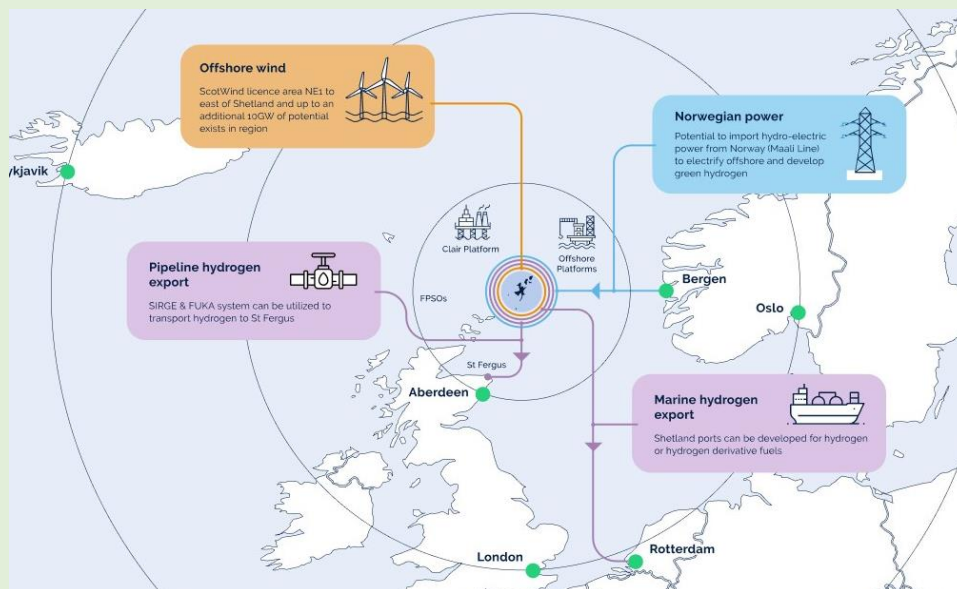 Offshore wind
ScotWind licence area NE1 to
east of Shetland and up to an
additional 10GW of potential
exists in region
Norwegian power
Potential to import hydro-electric
power from Norway (Maali Line)
to electrify offshore and develop
green hydrogen
ykjavik
Clair Platform
Offshore
Platforms
Pipeline hydrogen
export
SIRGE & FUKA system can be utilized to
transport hydrogen to St Fergus
FPSOs
Bergen
Oslo
St Fergus
Aberdeen
Marine hydrogen
export
Shetland ports can be developed for hydrogen
or hydrogen derivative fuels
London
Rotterdam